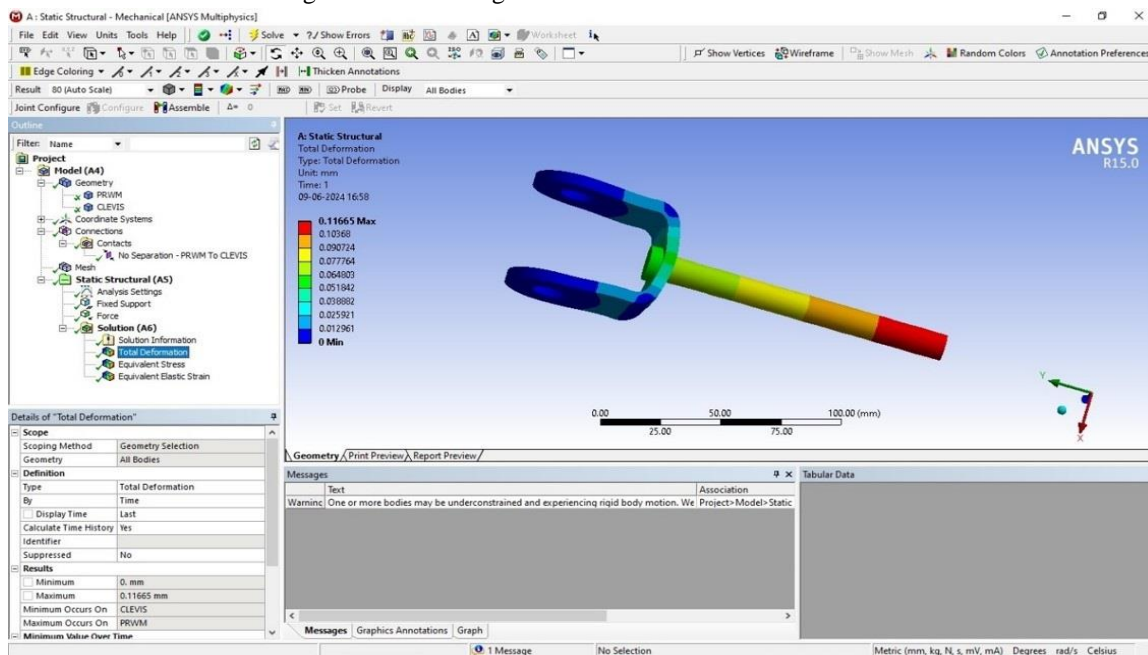 A : Static Structural - Mechanical [ANSYS Multiphysics]
File Edit View Units Tools Help Solve ?/ Show Errors Worksheet
Show Vertices Wireframe Show Mesh Random Colors Annotation Preferences
Edge Coloring Thicken Annotations
Result 80 (Auto Scale) Probe Display All Bodies
Joint Configure Configure Assemble Δ= 0 Set Revert
Outline
Filter: Name
Project
Model (A4)
Geometry
PRWM
CLEVIS
Coordinate Systems
Connections
Contacts
No Separation - PRWM To CLEVIS
Mesh
Static Structural (A5)
Analysis Settings
Fixed Support
Force
Solution (A6)
Solution Information
Total Deformation
Equivalent Stress
Equivalent Elastic Strain
A: Static Structural
Total Deformation
Type: Total Deformation
Unit: mm
Time: 1
09-06-2024 16:58
0.11665 Max
0.10368
0.090724
0.077764
0.064803
0.051842
0.038882
0.025921
0.012961
0 Min
ANSYS
R15.0
Y
X
0.00 50.00 100.00 (mm)
25.00 75.00
Geometry Print Preview Report Preview
Details of "Total Deformation"
Scope
Scoping Method Geometry Selection
Geometry All Bodies
Definition
Type Total Deformation
By Time
Display Time Last
Calculate Time History Yes
Identifier
Suppressed No
Results
Minimum 0. mm
Maximum 0.11665 mm
Minimum Occurs On CLEVIS
Maximum Occurs On PRWM
Minimum Value Over Time
Messages
Text Association
Warning One or more bodies may be underconstrained and experiencing rigid body motion. We Project>Model>Static
Messages Graphics Annotations Graph
Tabular Data
1 Message No Selection Metric (mm, kg, N, s, mV, mA) Degrees rad/s Celsius